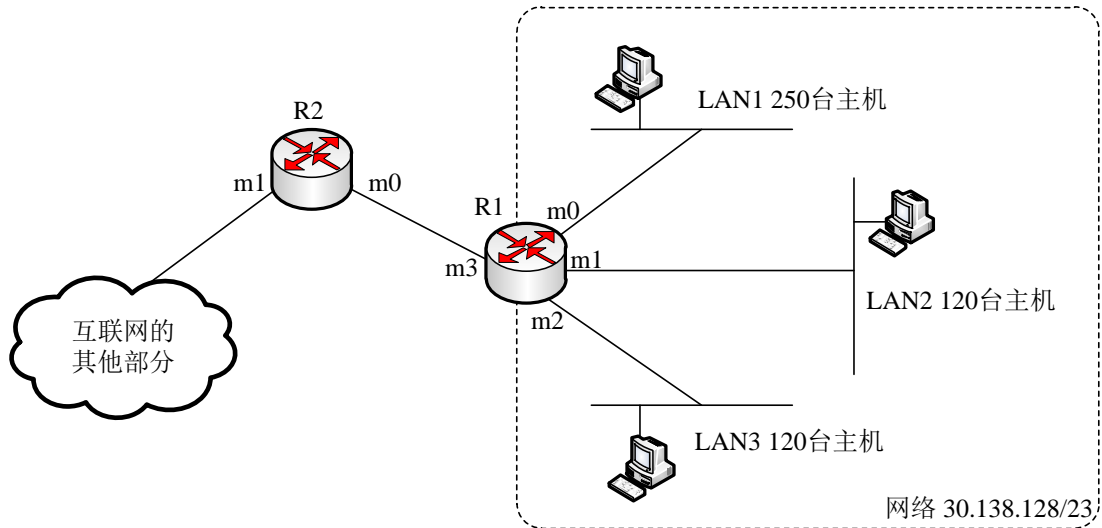 LAN1 250台主机
R2
m1
m0
R1
m0
m3
m1
m2
LAN2 120台主机
互联网的
其他部分
LAN3 120台主机
网络 30.138.128/23